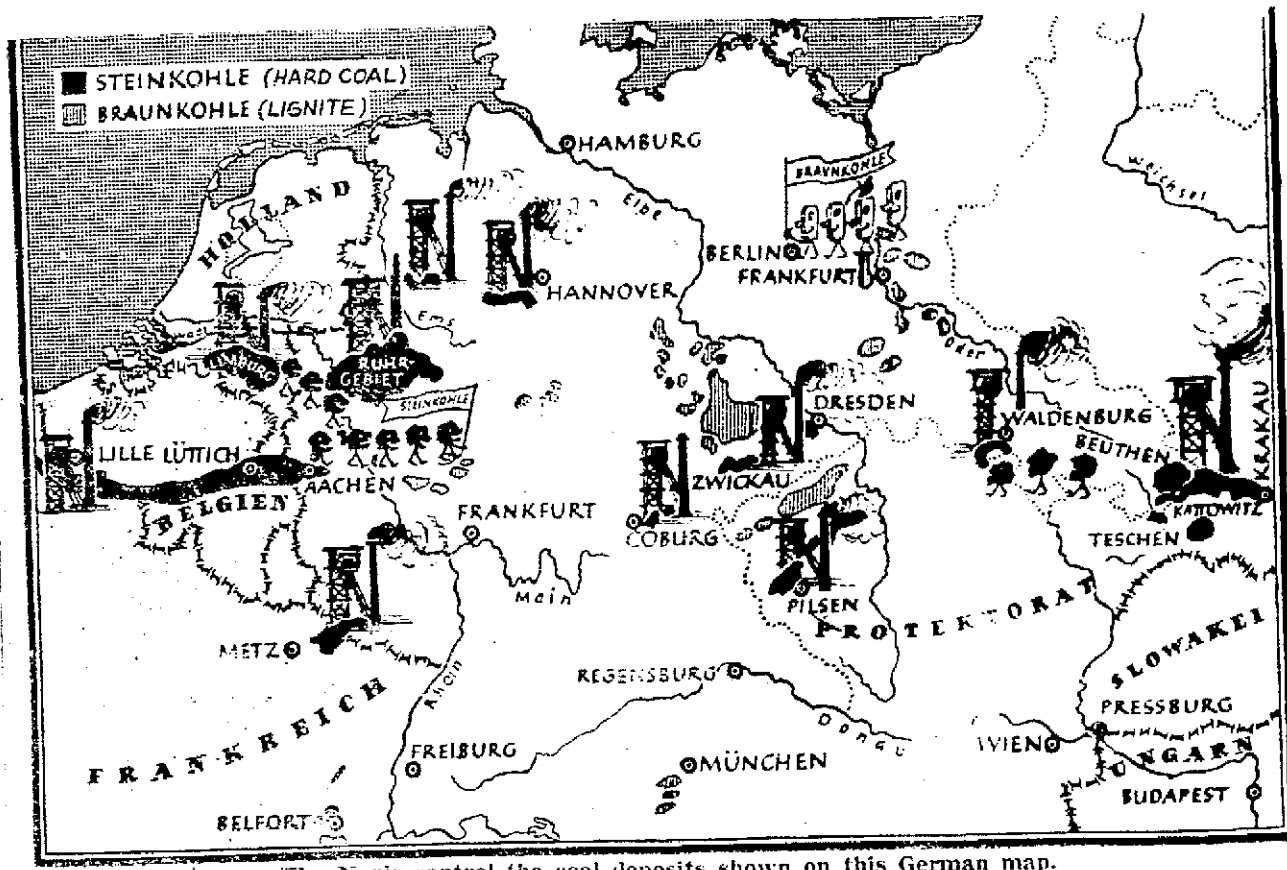 STEINKOHLE (HARD COAL)
BRAUNKOHLE (LIGNITE)
HAMBURG
Elbe
BRAUNKOHLE
Weichsel
HOLLAND
BERLIN
FRANKFURT
HANNOVER
Ems
Oder
LIMBURG
RUHR-
GEBIET
STEINKOHLE
DRESDEN
WALDENBURG
BEUTHEN
KRAKAU
LILLE
LÜTTICH
AACHEN
ZWICKAU
KATTOWITZ
BELGIEN
FRANKFURT
COBURG
TESCHEN
Main
PILSEN
PROTEKTORAT
METZ
SLOWAKEI
Rhein
REGENSBURG
PRESSBURG
FRANKREICH
Donau
FREIBURG
WIEN
UNGARN
MÜNCHEN
BUDAPEST
BELFORT
control the coal deposits shown on this German map.